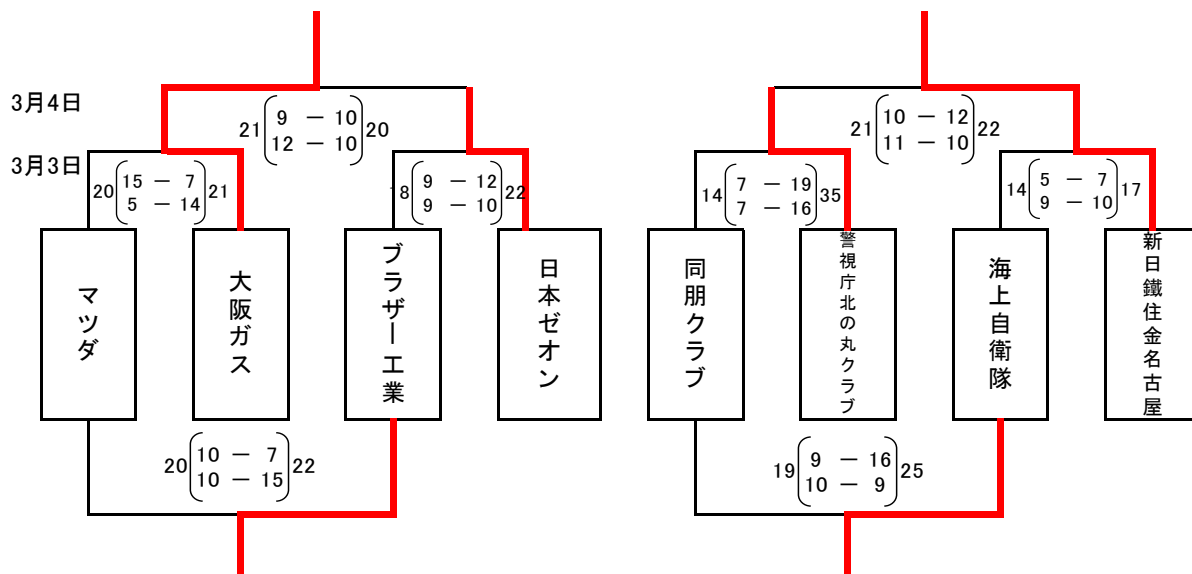 3月4日
21 9 － 10 20
12 － 10
21 10 － 12 22
11 － 10
3月3日
20 15 － 7 21
5 － 14
18 9 － 12 22
9 － 10
14 7 － 19 35
7 － 16
14 5 － 7 17
9 － 10
マツダ
大阪ガス
ブラザー工業
日本ゼオン
同朋クラブ
警視庁北の丸クラブ
海上自衛隊
新日鐵住金名古屋
20 10 － 7 22
10 － 15
19 9 － 16 25
10 － 9